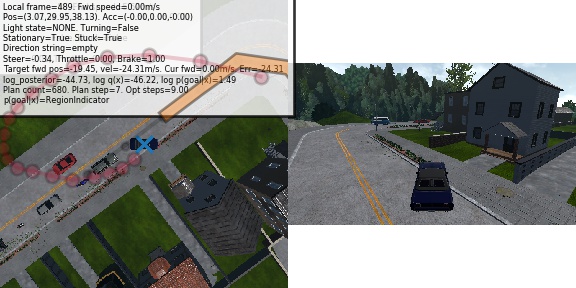 Local frame=489. Fwd speed=0.00m/s
Pos=(3.07,29.95,38.13). Acc=(-0.00,0.00,-0.00)
Light state=NONE. Turning=False
Stationary=True. Stuck=True
Direction string=empty
Steer=-0.34, Throttle=0.00, Brake=1.00
Target fwd pos=-19.45, vel=-24.31m/s. Cur fwd=0.00m/s. Err=-24.31
log_posterior=-44.73, log q(x)=-46.22, log p(goal|x)=1.49
Plan count=680. Plan step=7. Opt steps=9.00
p(goal|x)=RegionIndicator